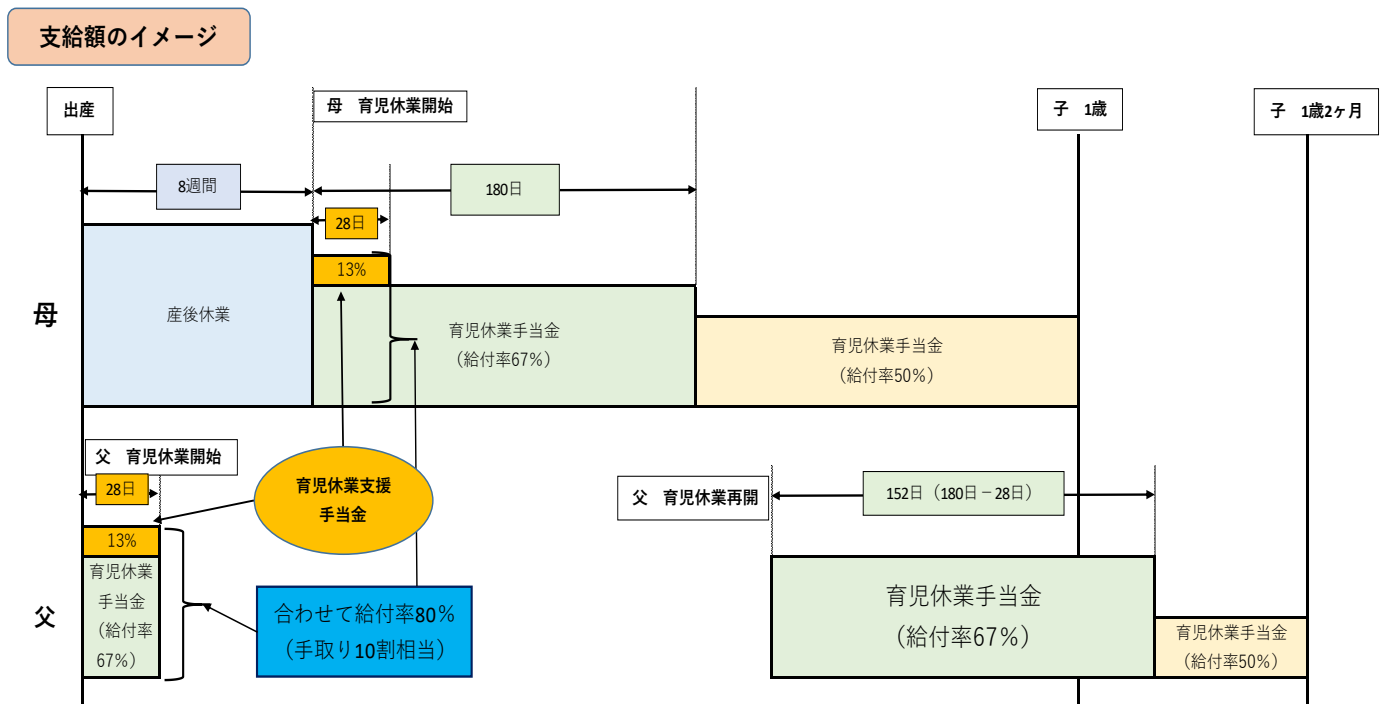 支給額のイメージ
出産
母　育児休業開始
子　1歳
子　1歳2ヶ月
8週間
180日
28日
13%
母
産後休業
育児休業手当金
（給付率67%）
育児休業手当金
（給付率50%）
父　育児休業開始
28日
育児休業支援
手当金
父　育児休業再開
152日（180日－28日）
13%
父
育児休業
手当金
（給付率
67%）
合わせて給付率80%
（手取り10割相当）
育児休業手当金
（給付率67%）
育児休業手当金
（給付率50%）